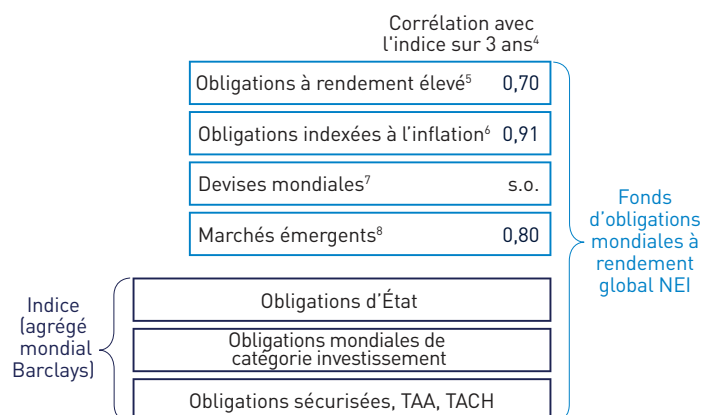 Corrélation avec
l'indice sur 3 ans⁴
Obligations à rendement élevé⁵ 0,70
Obligations indexées à l'inflation⁶ 0,91
Devises mondiales⁷ s.o.
Marchés émergents⁸ 0,80
Fonds
d'obligations
mondiales à
rendement
global NEI
Indice
(agrégé
mondial
Barclays)
Obligations d'État
Obligations mondiales de
catégorie investissement
Obligations sécurisées, TAA, TACH